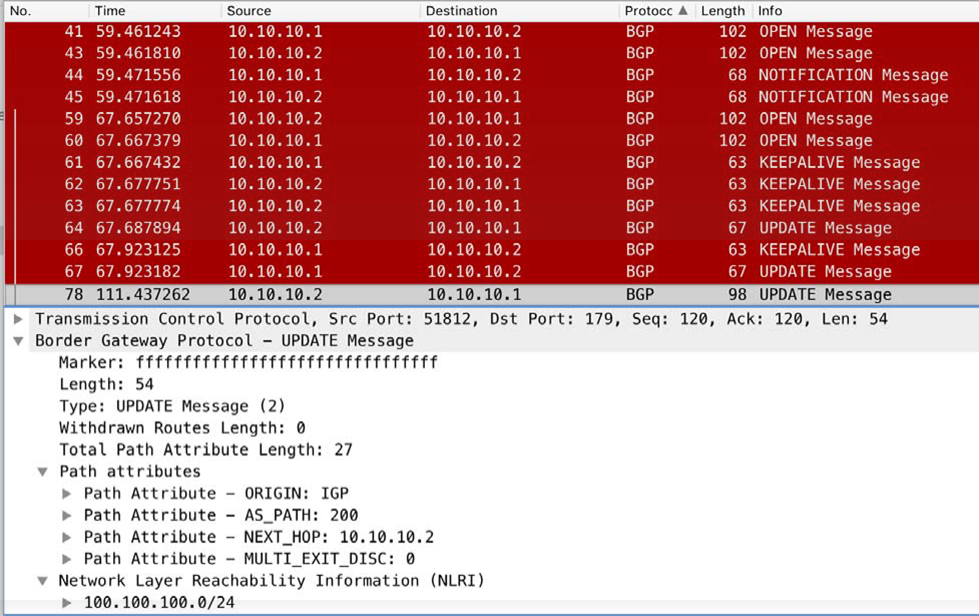 No. Time Source Destination Protocc Length Info
41 59.461243 10.10.10.1 10.10.10.2 BGP 102 OPEN Message
43 59.461810 10.10.10.2 10.10.10.1 BGP 102 OPEN Message
44 59.471556 10.10.10.1 10.10.10.2 BGP 68 NOTIFICATION Message
45 59.471618 10.10.10.2 10.10.10.1 BGP 68 NOTIFICATION Message
59 67.657270 10.10.10.2 10.10.10.1 BGP 102 OPEN Message
60 67.667379 10.10.10.1 10.10.10.2 BGP 102 OPEN Message
61 67.667432 10.10.10.1 10.10.10.2 BGP 63 KEEPALIVE Message
62 67.677751 10.10.10.2 10.10.10.1 BGP 63 KEEPALIVE Message
63 67.677774 10.10.10.2 10.10.10.1 BGP 63 KEEPALIVE Message
64 67.687894 10.10.10.2 10.10.10.1 BGP 67 UPDATE Message
66 67.923125 10.10.10.1 10.10.10.2 BGP 63 KEEPALIVE Message
67 67.923182 10.10.10.1 10.10.10.2 BGP 67 UPDATE Message
78 111.437262 10.10.10.2 10.10.10.1 BGP 98 UPDATE Message
Transmission Control Protocol, Src Port: 51812, Dst Port: 179, Seq: 120, Ack: 120, Len: 54
Border Gateway Protocol – UPDATE Message
Marker: ffffffffffffffffffffffffffffffff
Length: 54
Type: UPDATE Message (2)
Withdrawn Routes Length: 0
Total Path Attribute Length: 27
Path attributes
Path Attribute – ORIGIN: IGP
Path Attribute – AS_PATH: 200
Path Attribute – NEXT_HOP: 10.10.10.2
Path Attribute – MULTI_EXIT_DISC: 0
Network Layer Reachability Information (NLRI)
100.100.100.0/24